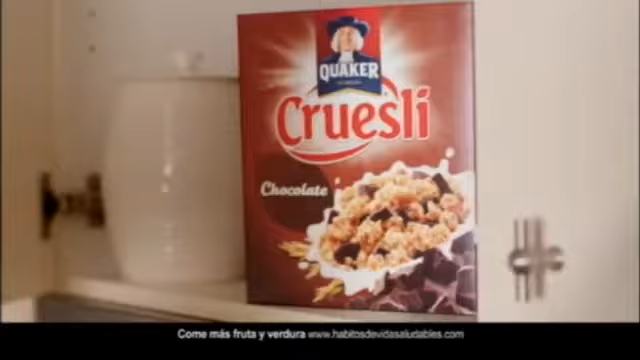 QUAKER
Cruesli
Chocolate
Come más fruta y verdura www.habitosdevidasaludables.com